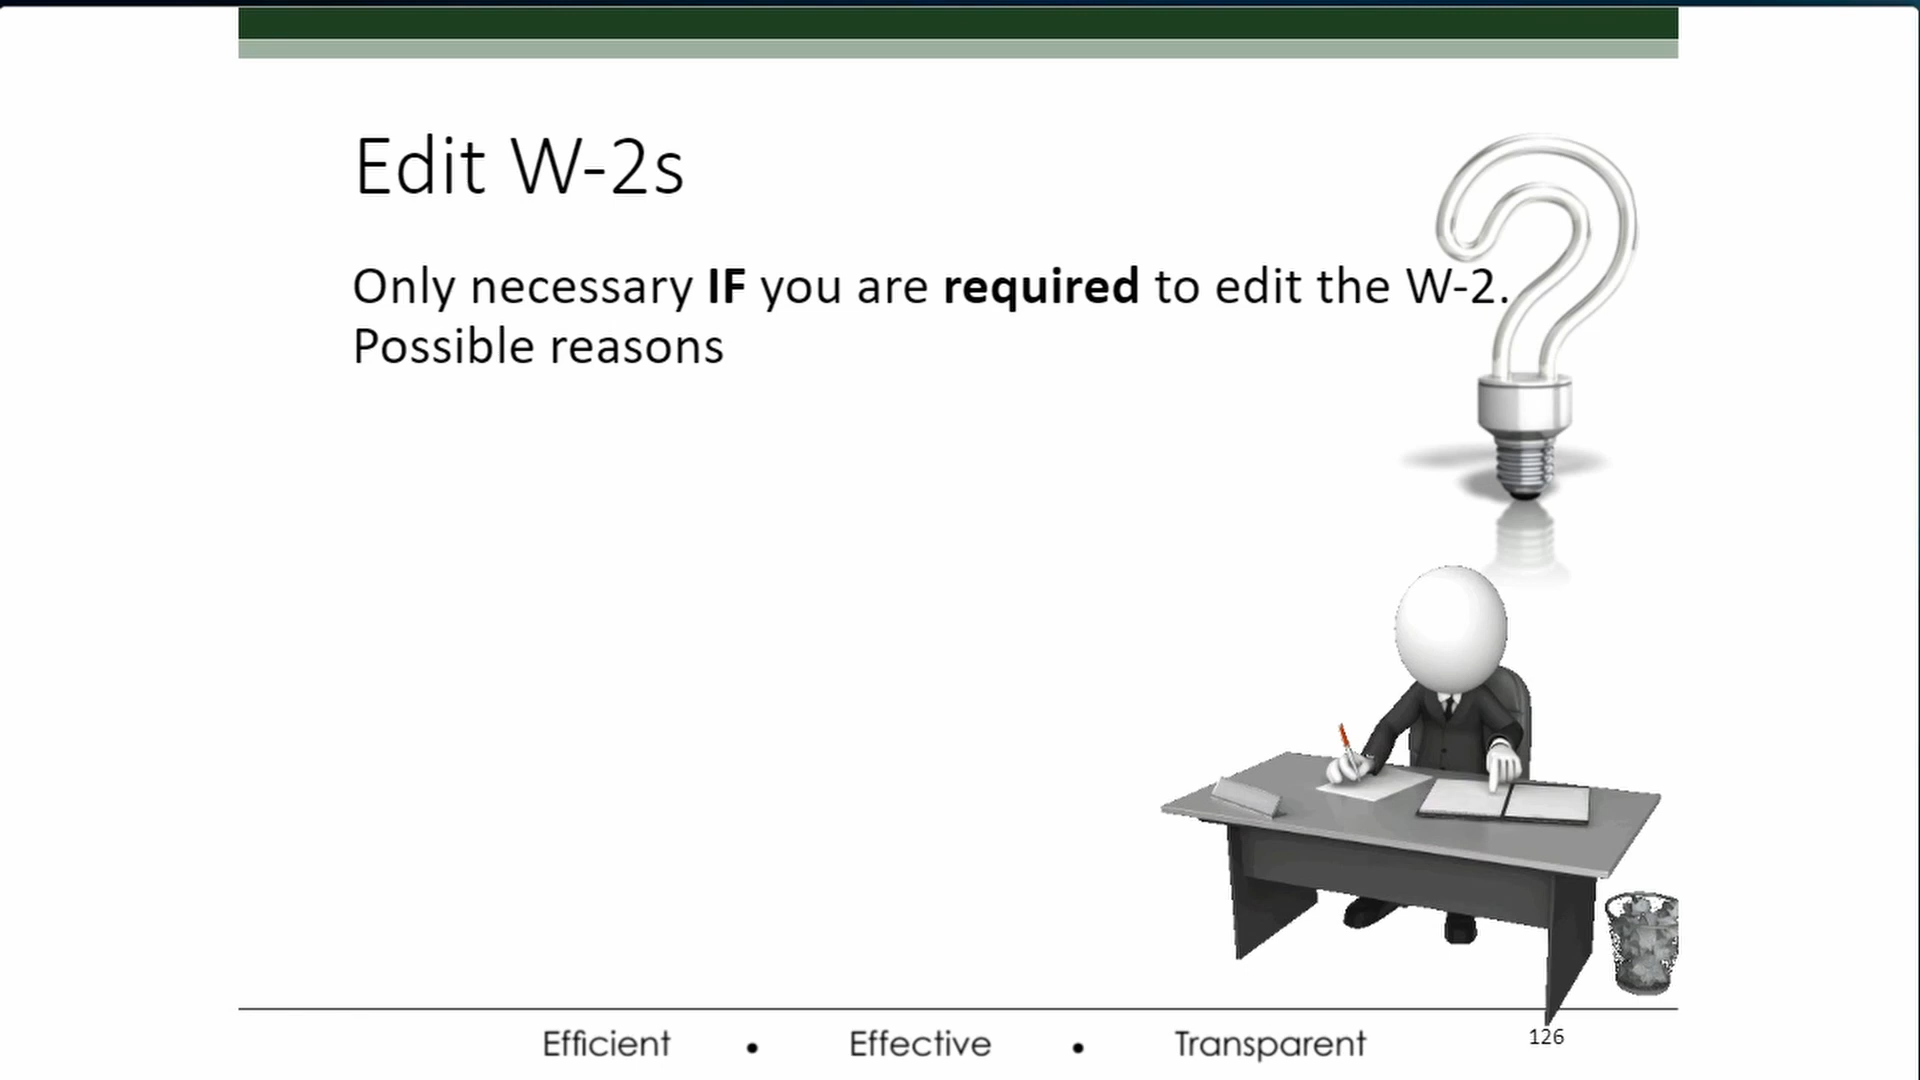 Edit W-2s
Only necessary IF you are required to edit the W-2.
Possible reasons
Efficient • Effective • Transparent
126